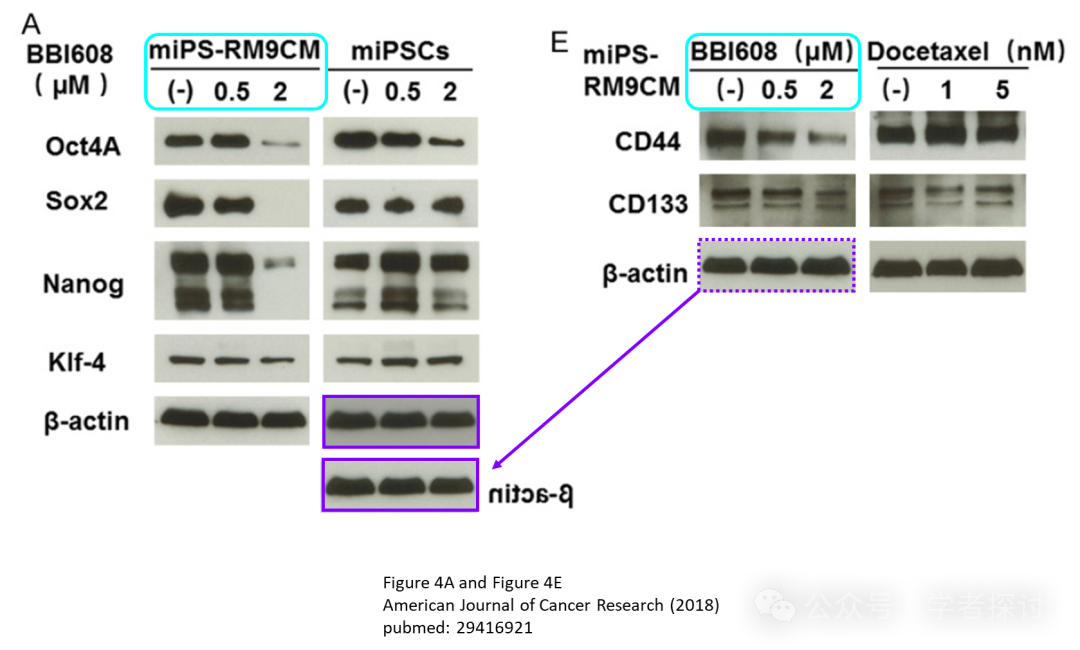 A
BBI608
( μM )
miPS-RM9CM
miPSCs
(-) 0.5 2
(-) 0.5 2
Oct4A
Sox2
Nanog
Klf-4
β-actin
β-actin
E
miPS-
RM9CM
BBI608 (μM)
Docetaxel (nM)
(-) 0.5 2
(-) 1 5
CD44
CD133
β-actin
Figure 4A and Figure 4E
American Journal of Cancer Research (2018)
pubmed: 29416921
公众号 · 学者探讨